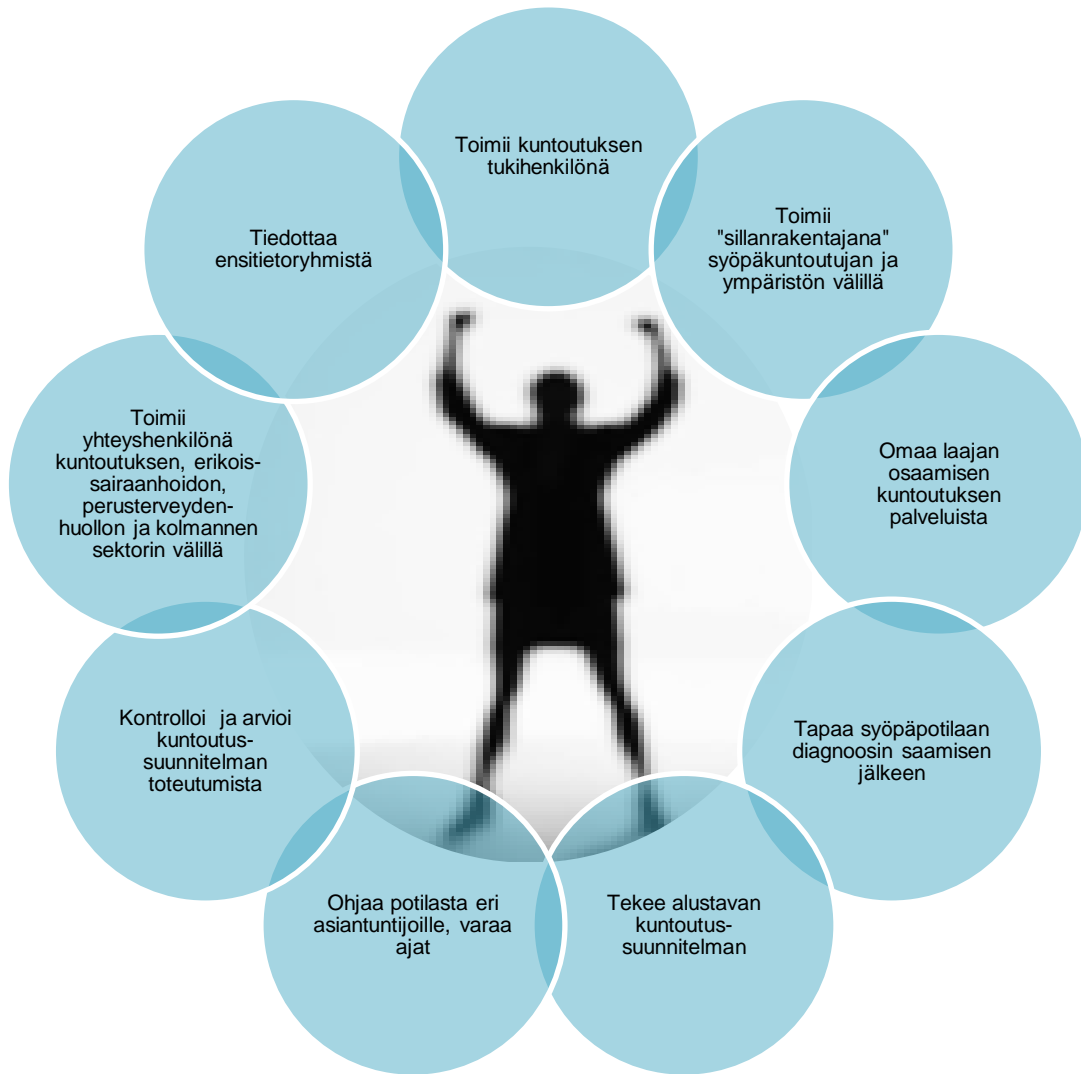 Toimii kuntoutuksen
tukihenkilönä
Toimii
"sillanrakentajana"
syöpäkuntoutujan ja
ympäristön välillä
Omaa laajan
osaamisen
kuntoutuksen
palveluista
Tapaa syöpäpotilaan
diagnoosin saamisen
jälkeen
Tekee alustavan
kuntoutus-
suunnitelman
Ohjaa potilasta eri
asiantuntijoille, varaa
ajat
Kontrolloi ja arvioi
kuntoutus-
suunnitelman
toteutumista
Toimii
yhteyshenkilönä
kuntoutuksen, erikois-
sairaanhoidon,
perusterveyden-
huollon ja kolmannen
sektorin välillä
Tiedottaa
ensitietoryhmistä